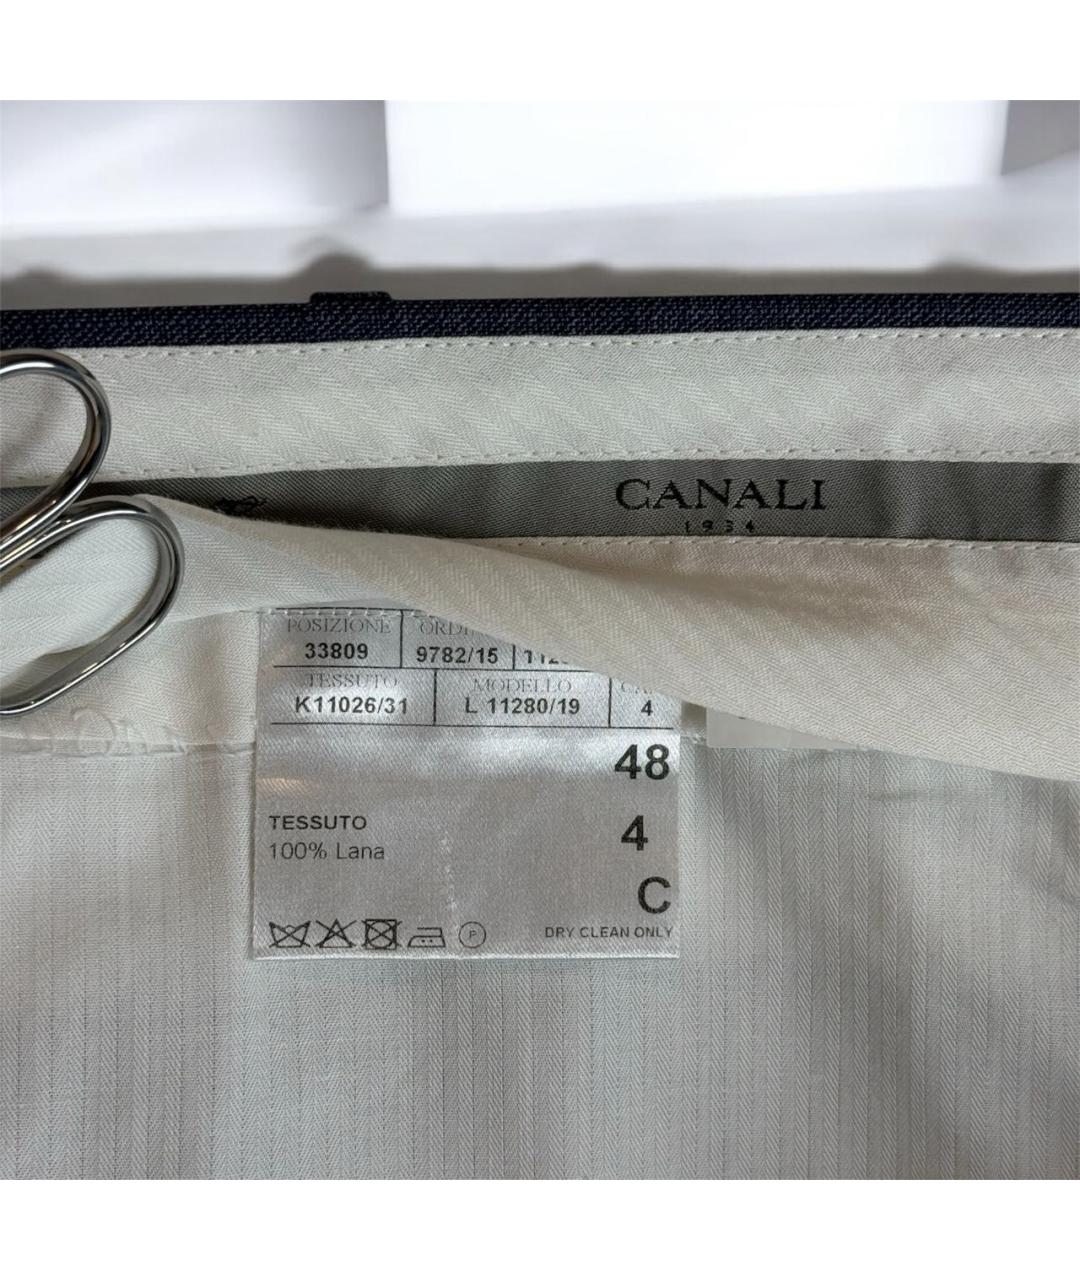 CANALI
1934
POSIZIONE
33809
9782/15
TESSUTO MODELLO
K11026/31 L 11280/19 4
48
TESSUTO 4
100% Lana
C
P DRY CLEAN ONLY